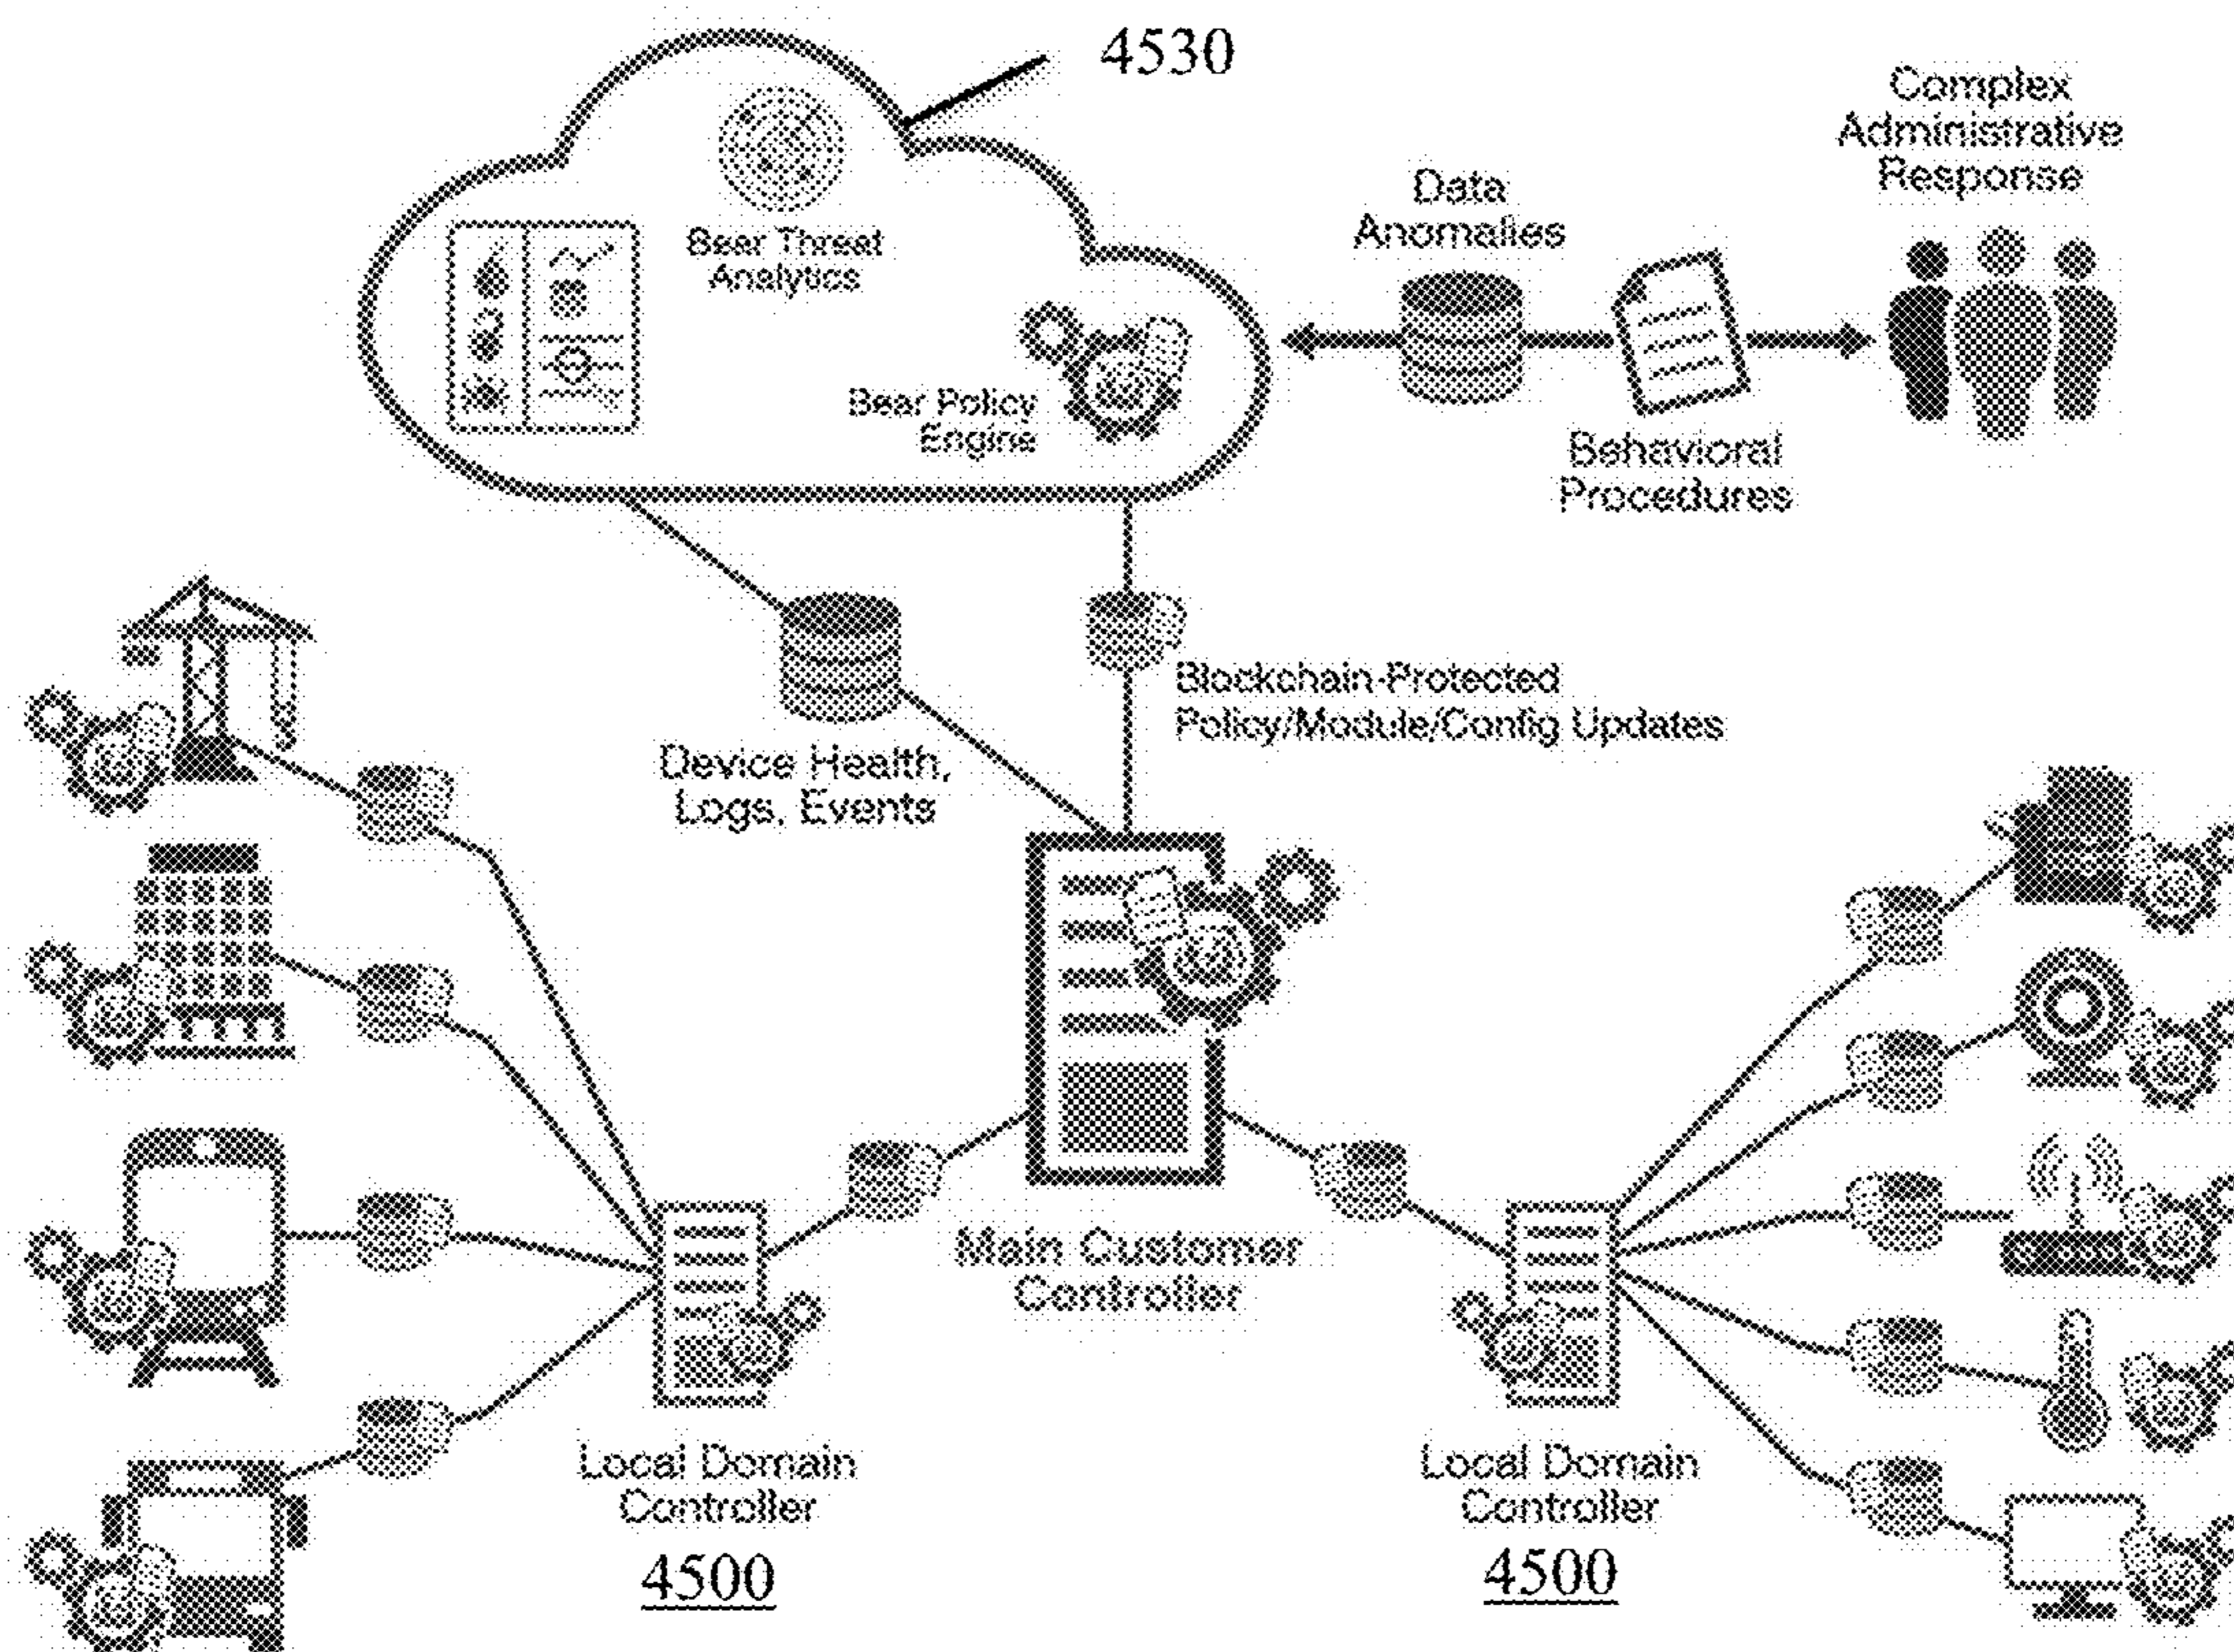 4530
Complex
Administrative
Response
Data
Anomalies
Bear Threat
Analytics
Bear Policy
Engine
Behavioral
Procedures
Blockchain-Protected
Policy/Module/Config Updates
Device Health,
Logs, Events
Main Customer
Controller
Local Domain
Controller
4500
Local Domain
Controller
4500